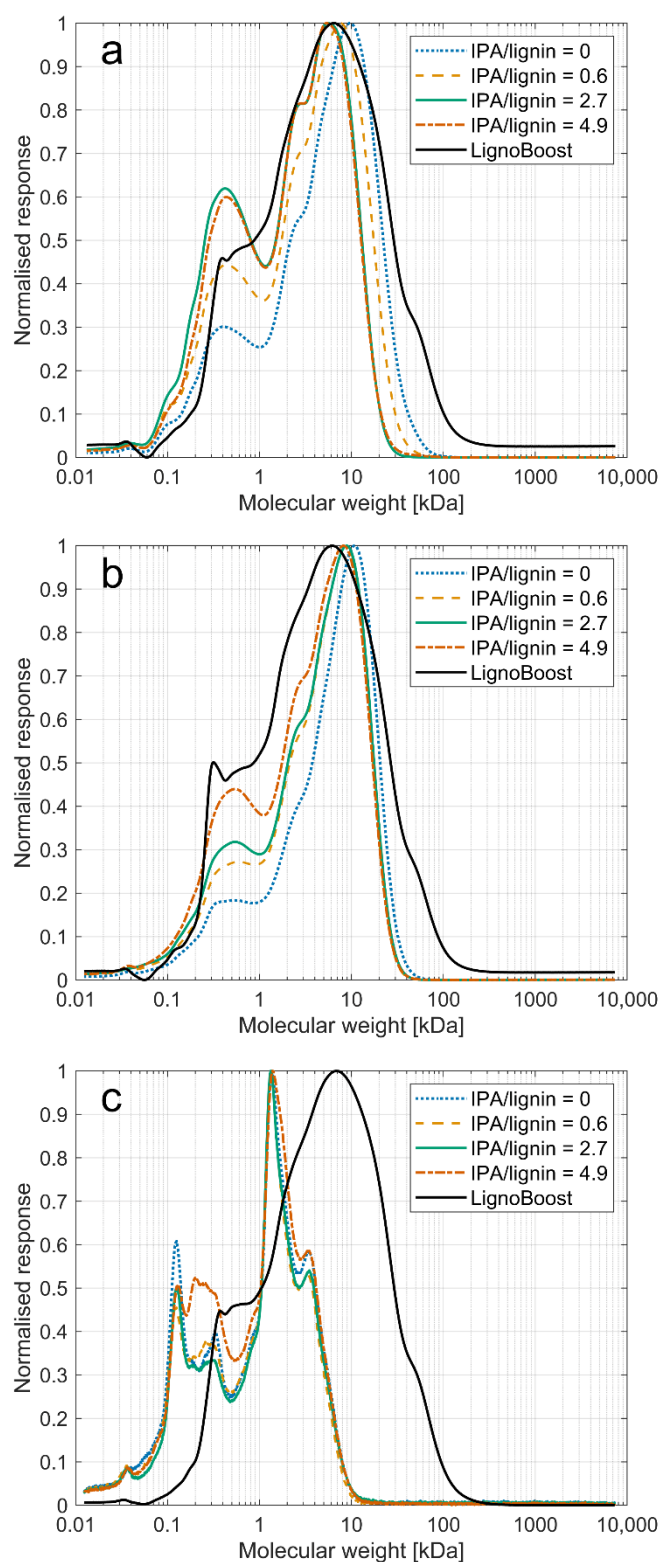 a
IPA/lignin = 0
IPA/lignin = 0.6
IPA/lignin = 2.7
IPA/lignin = 4.9
LignoBoost
Normalised response
1
0.9
0.8
0.7
0.6
0.5
0.4
0.3
0.2
0.1
0
0.01 0.1 1 10 100 1000 10,000
Molecular weight [kDa]
b
IPA/lignin = 0
IPA/lignin = 0.6
IPA/lignin = 2.7
IPA/lignin = 4.9
LignoBoost
Normalised response
1
0.9
0.8
0.7
0.6
0.5
0.4
0.3
0.2
0.1
0
0.01 0.1 1 10 100 1000 10,000
Molecular weight [kDa]
c
IPA/lignin = 0
IPA/lignin = 0.6
IPA/lignin = 2.7
IPA/lignin = 4.9
LignoBoost
Normalised response
1
0.9
0.8
0.7
0.6
0.5
0.4
0.3
0.2
0.1
0
0.01 0.1 1 10 100 1000 10,000
Molecular weight [kDa]